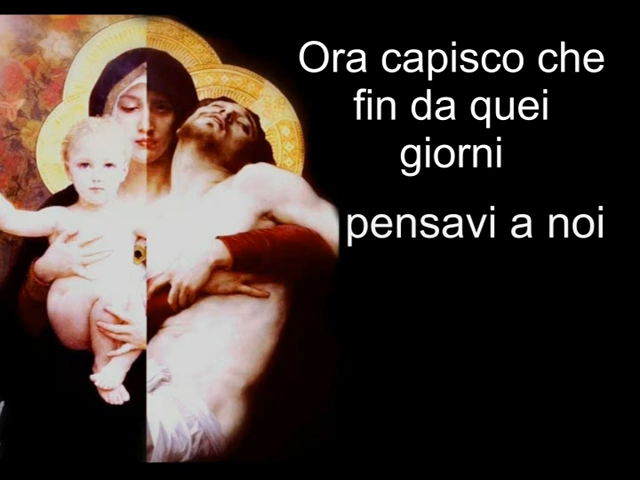 Ora capisco che
fin da quei
giorni
pensavi a noi